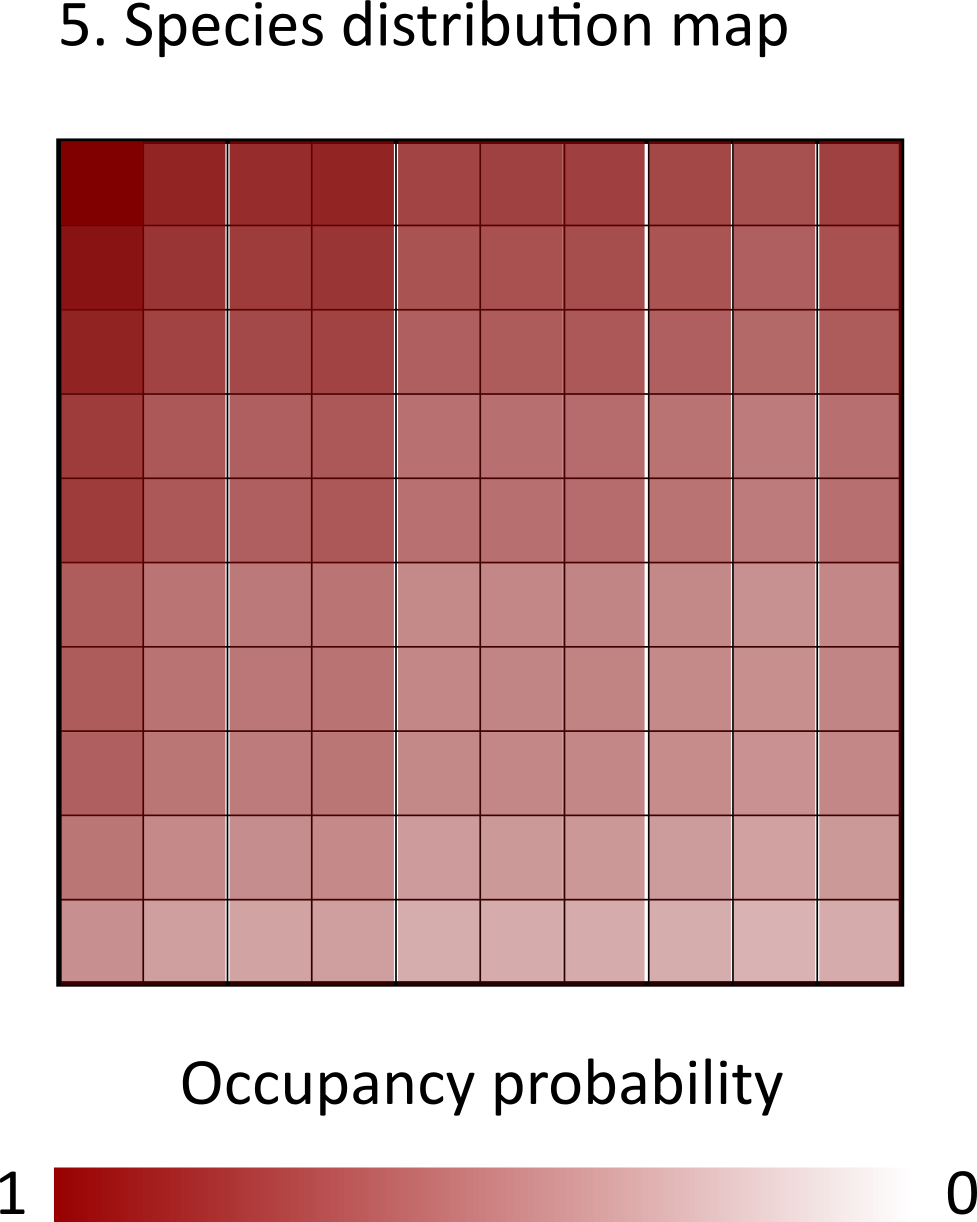 5. Species distribution map
Occupancy probability
1 0